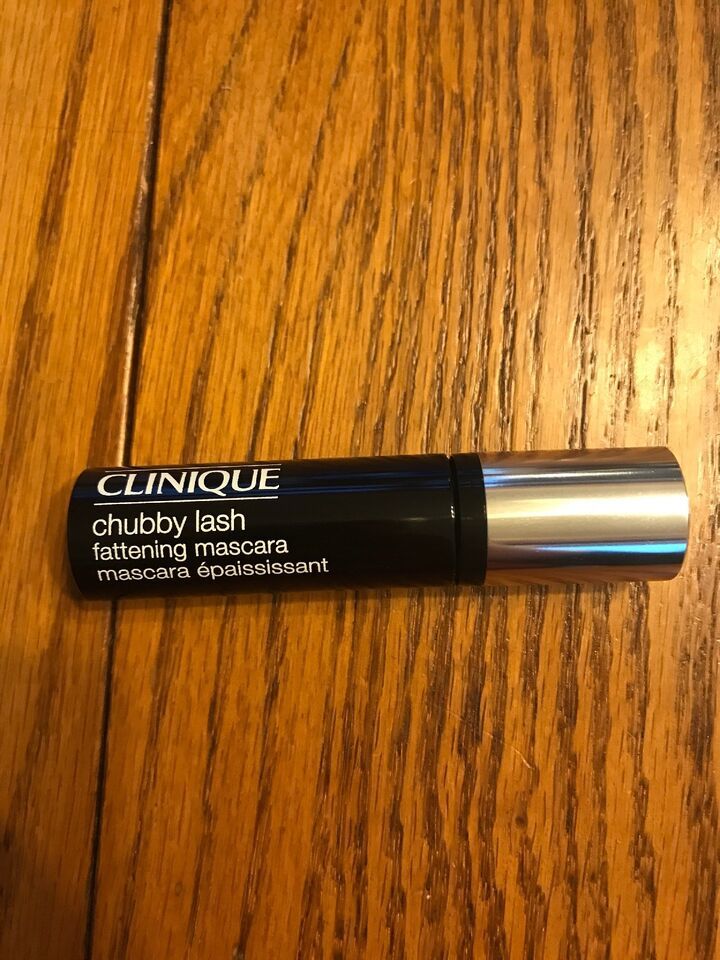 CLINIQUE
chubby lash
fattening mascara
mascara épaississant